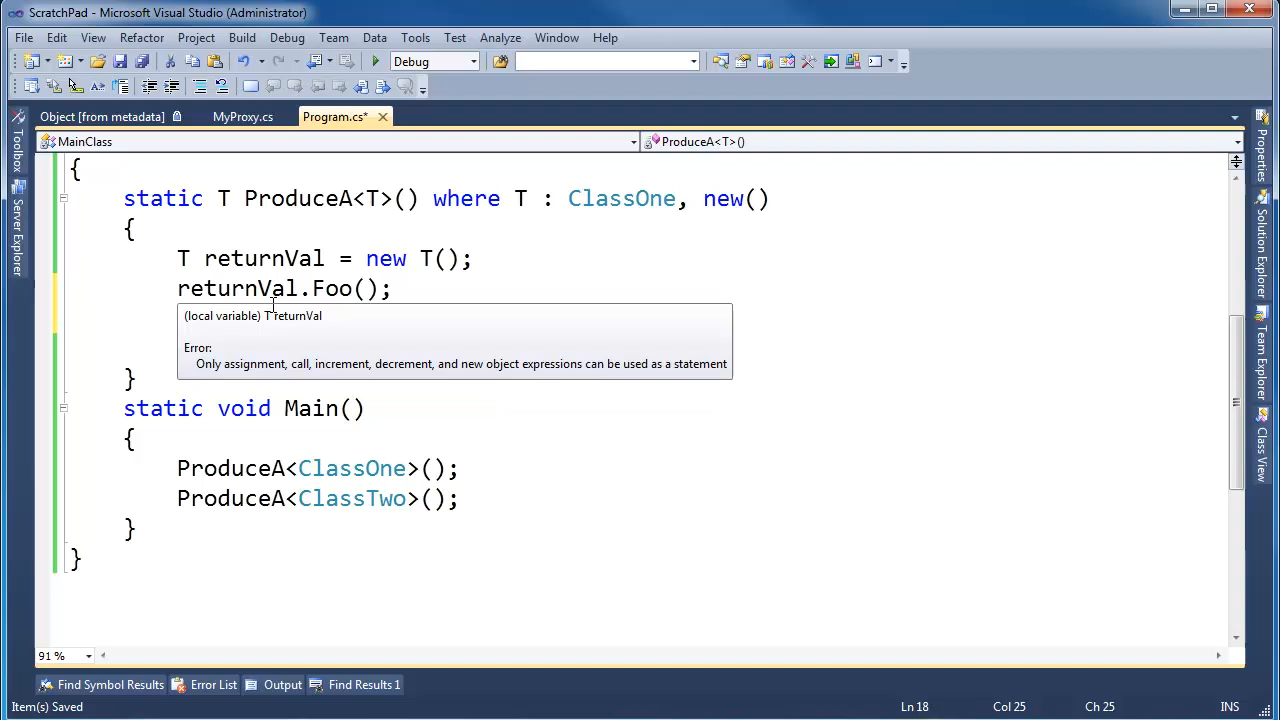 ScratchPad - Microsoft Visual Studio (Administrator)
File Edit View Refactor Project Build Debug Team Data Tools Test Analyze Window Help
Debug
Object [from metadata] MyProxy.cs Program.cs*
MainClass ProduceA<T>()
{
static T ProduceA<T>() where T : ClassOne, new()
{
T returnVal = new T();
returnVal.Foo();
(local variable) T returnVal
Error:
Only assignment, call, increment, decrement, and new object expressions can be used as a statement
}
static void Main()
{
ProduceA<ClassOne>();
ProduceA<ClassTwo>();
}
}
Toolbox
Server Explorer
Properties
Solution Explorer
Team Explorer
Class View
91 %
Find Symbol Results Error List Output Find Results 1
Item(s) Saved Ln 18 Col 25 Ch 25 INS